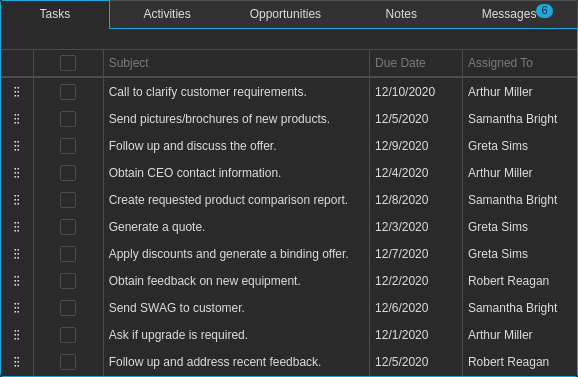 Tasks Activities Opportunities Notes Messages 6
Subject Due Date Assigned To
Call to clarify customer requirements. 12/10/2020 Arthur Miller
Send pictures/brochures of new products. 12/5/2020 Samantha Bright
Follow up and discuss the offer. 12/9/2020 Greta Sims
Obtain CEO contact information. 12/4/2020 Arthur Miller
Create requested product comparison report. 12/8/2020 Samantha Bright
Generate a quote. 12/3/2020 Greta Sims
Apply discounts and generate a binding offer. 12/7/2020 Greta Sims
Obtain feedback on new equipment. 12/2/2020 Robert Reagan
Send SWAG to customer. 12/6/2020 Samantha Bright
Ask if upgrade is required. 12/1/2020 Arthur Miller
Follow up and address recent feedback. 12/5/2020 Robert Reagan